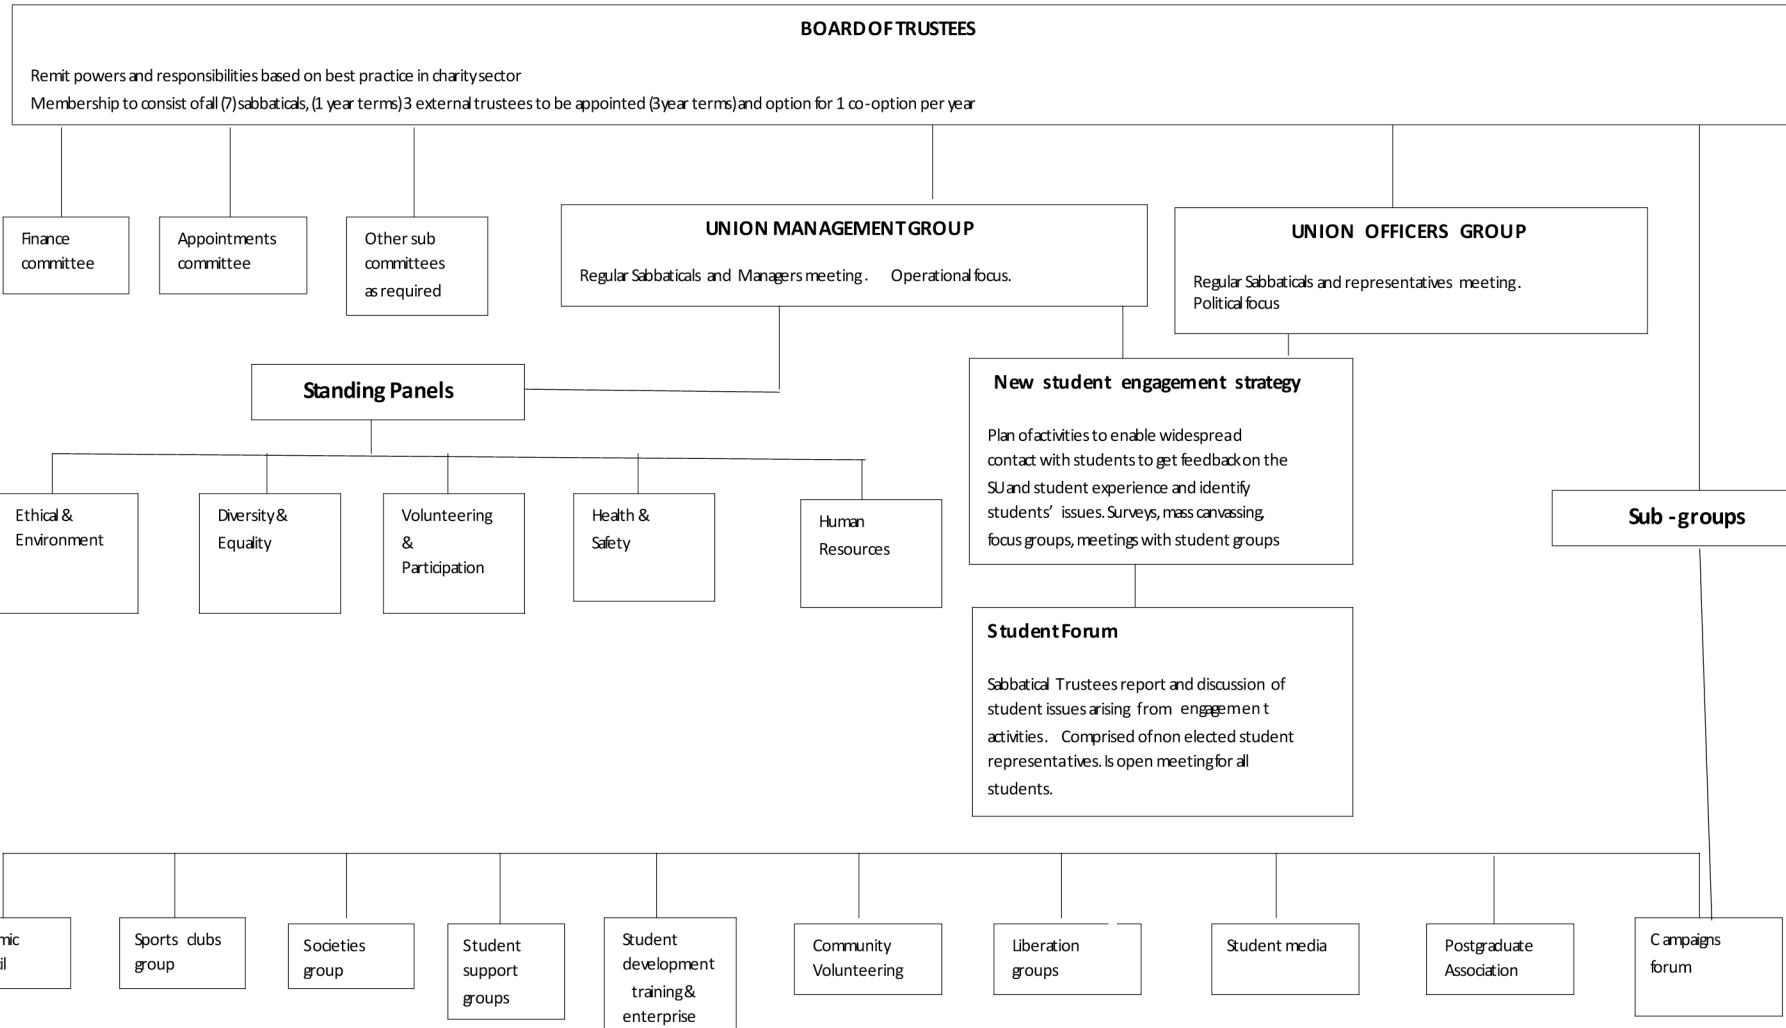 BOARD OF TRUSTEES
Remit powers and responsibilities based on best practice in charity sector
Membership to consist of all (7) sabbaticals, (1 year terms) 3 external trustees to be appointed (3 year terms) and option for 1 co-option per year
Finance
committee
Appointments
committee
Other sub
committees
as required
UNION MANAGEMENT GROUP
Regular Sabbaticals and Managers meeting. Operational focus.
UNION OFFICERS GROUP
Regular Sabbaticals and representatives meeting.
Political focus
Standing Panels
New student engagement strategy
Plan of activities to enable widespread
contact with students to get feedback on the
SU and student experience and identify
students’ issues. Surveys, mass canvassing,
focus groups, meetings with student groups
Sub-groups
Ethical &
Environment
Diversity &
Equality
Volunteering
&
Participation
Health &
Safety
Human
Resources
Student Forum
Sabbatical Trustees report and discussion of
student issues arising from engagement
activities. Comprised of non elected student
representatives. Is open meeting for all
students.
mic
il
Sports clubs
group
Societies
group
Student
support
groups
Student
development
training &
enterprise
Community
Volunteering
Liberation
groups
Student media
Postgraduate
Association
Campaigns
forum